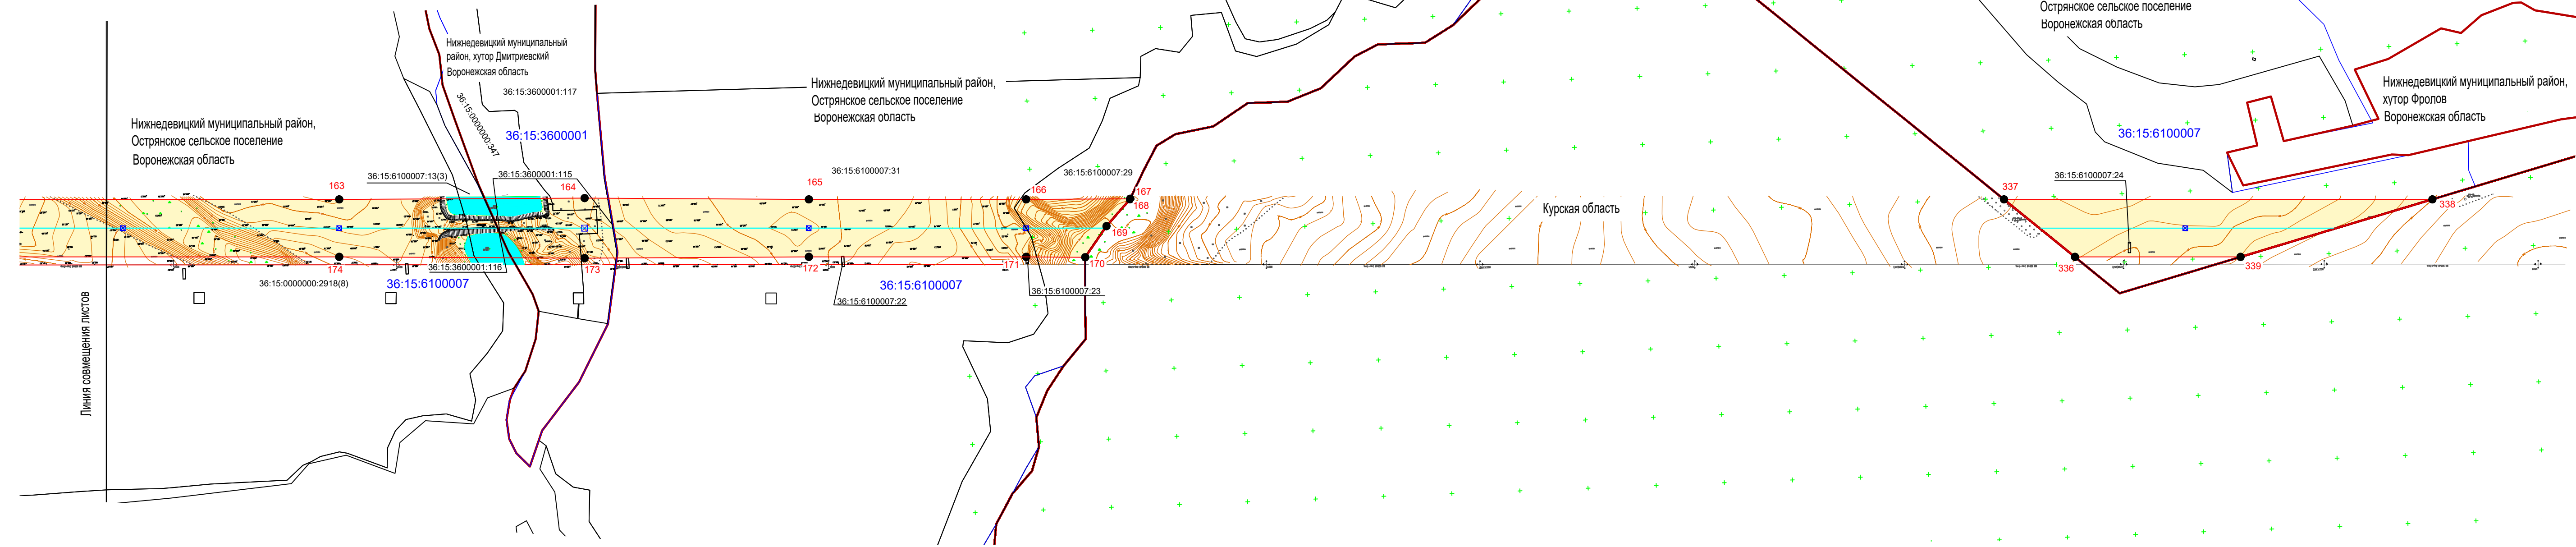 Нижнедевицкий муниципальный район,
Острянское сельское поселение
Воронежская область
Линия совмещения листов
Нижнедевицкий муниципальный
район, хутор Дмитриевский
Воронежская область
36:15:3600001:117
36:15:0000000:347
36:15:3600001
36:15:6100007:13(3)
36:15:3600001:115
163
164
174
173
36:15:3600001:116
36:15:0000000:2918(8)
36:15:6100007
Нижнедевицкий муниципальный район,
Острянское сельское поселение
Воронежская область
36:15:6100007:31
165
172
36:15:6100007:22
36:15:6100007
36:15:6100007:29
166
167
168
169
170
171
36:15:6100007:23
Курская область
Острянское сельское поселение
Воронежская область
36:15:6100007
Нижнедевицкий муниципальный район,
хутор Фролов
Воронежская область
36:15:6100007:24
337
338
336
339